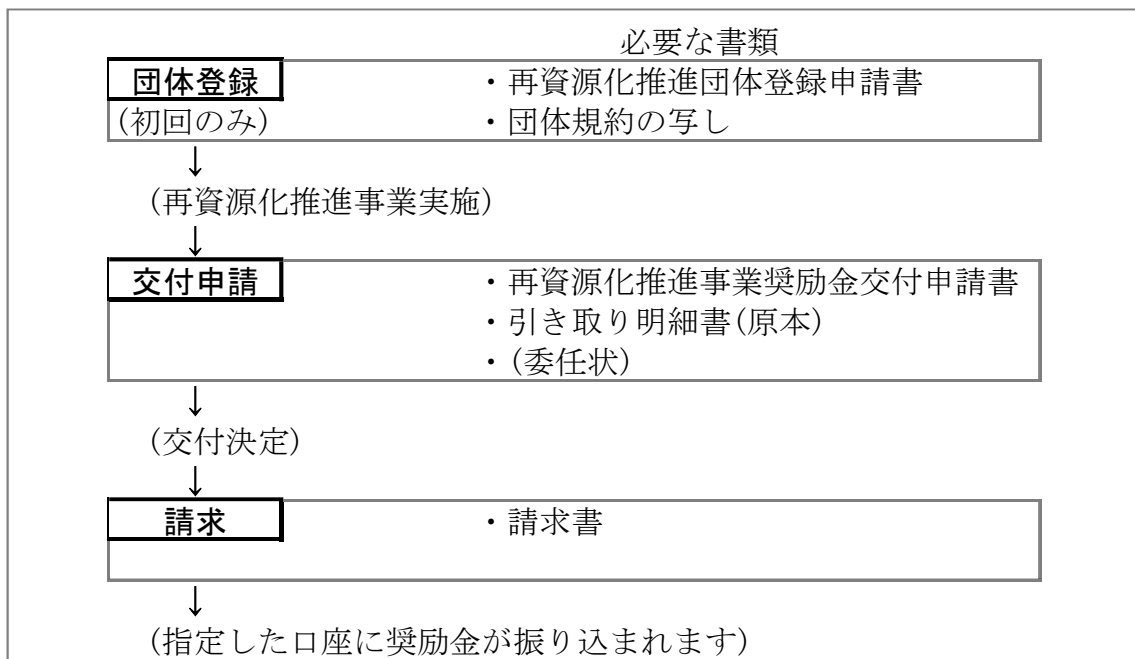 必要な書類
団体登録 ・再資源化推進団体登録申請書
(初回のみ) ・団体規約の写し
↓
(再資源化推進事業実施)
↓
交付申請 ・再資源化推進事業奨励金交付申請書
・引き取り明細書(原本)
・(委任状)
↓
(交付決定)
↓
請求 ・請求書
↓
(指定した口座に奨励金が振り込まれます)